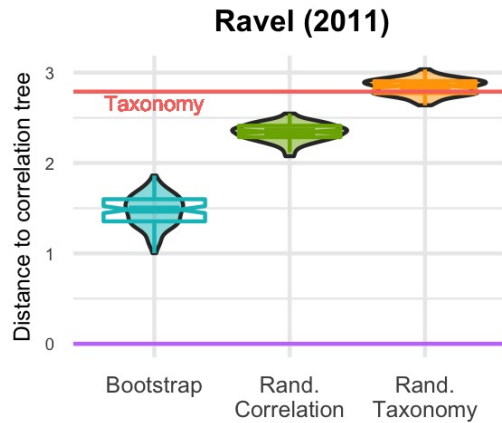 Ravel (2011)
Distance to correlation tree
3
2
1
0
Taxonomy
Bootstrap
Rand.
Correlation
Rand.
Taxonomy